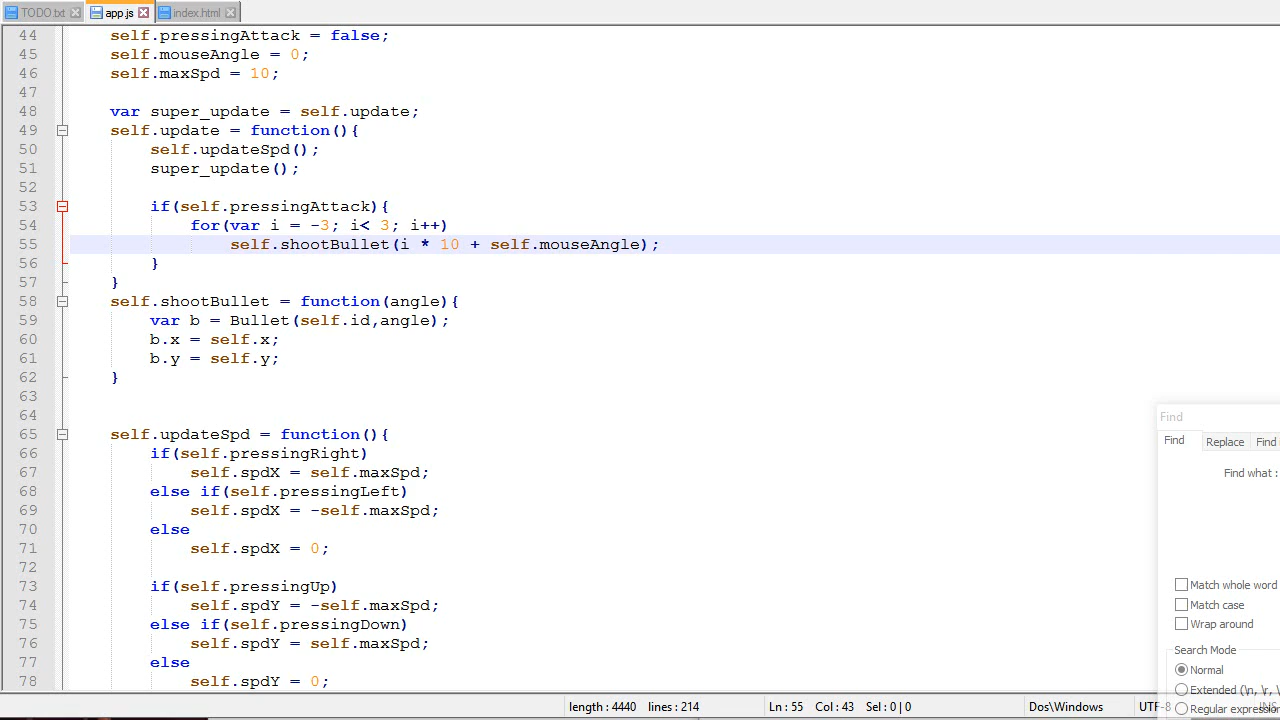 TODO.txt app.js index.html
44 self.pressingAttack = false;
45 self.mouseAngle = 0;
46 self.maxSpd = 10;
47
48 var super_update = self.update;
49 self.update = function(){
50 self.updateSpd();
51 super_update();
52
53 if(self.pressingAttack){
54 for(var i = -3; i< 3; i++)
55 self.shootBullet(i * 10 + self.mouseAngle);
56 }
57 }
58 self.shootBullet = function(angle){
59 var b = Bullet(self.id,angle);
60 b.x = self.x;
61 b.y = self.y;
62 }
63
64
65 self.updateSpd = function(){
66 if(self.pressingRight)
67 self.spdX = self.maxSpd;
68 else if(self.pressingLeft)
69 self.spdX = -self.maxSpd;
70 else
71 self.spdX = 0;
72
73 if(self.pressingUp)
74 self.spdY = -self.maxSpd;
75 else if(self.pressingDown)
76 self.spdY = self.maxSpd;
77 else
78 self.spdY = 0;
Find
Find Replace Find
Find what :
Match whole word
Match case
Wrap around
Search Mode
Normal
Extended (\n, \r, \
Regular expressio
length : 4440 lines : 214 Ln : 55 Col : 43 Sel : 0 | 0 Dos\Windows UTF-8 INS